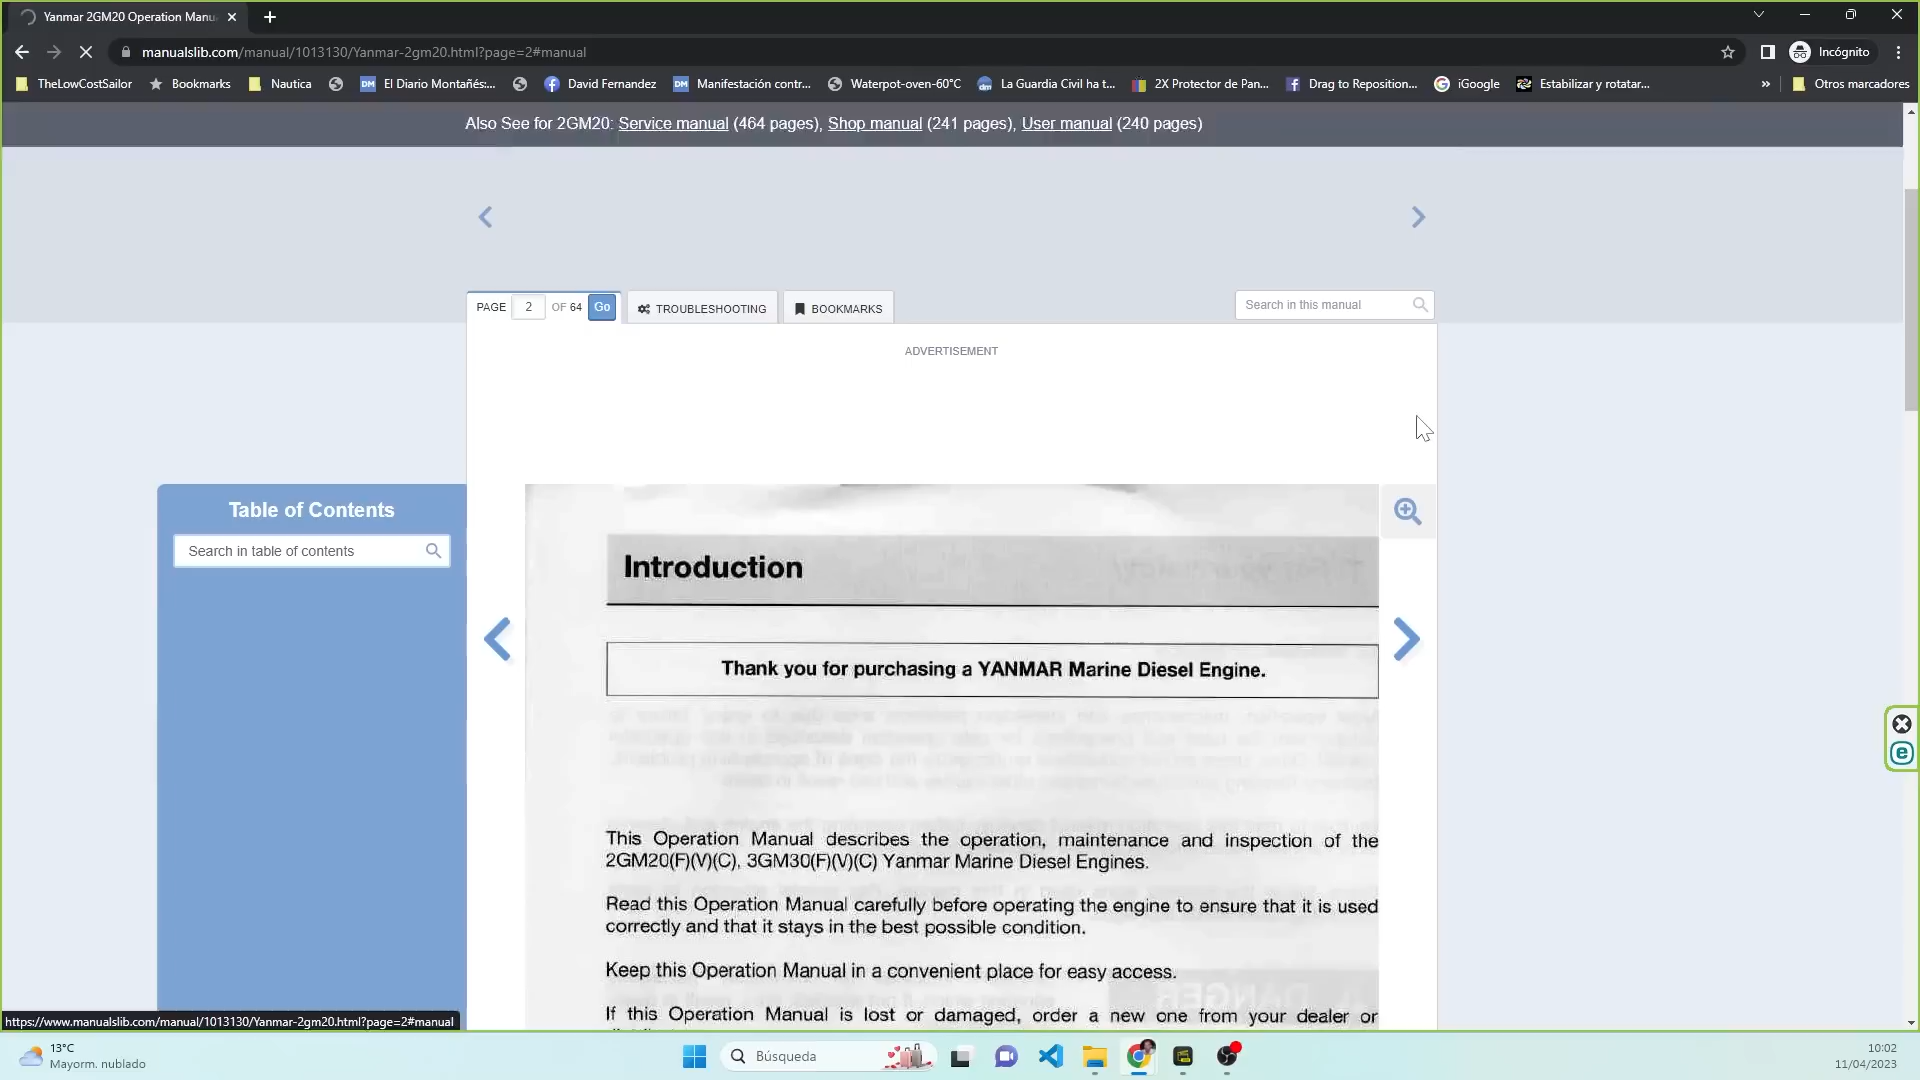 Yanmar 2GM20 Operation Manu
manualslib.com/manual/1013130/Yanmar-2gm20.html?page=2#manual
Incógnito
TheLowCostSailor
Bookmarks
Nautica
DM El Diario Montañés:...
David Fernandez
DM Manifestación contr...
Waterpot-oven-60°C
dm La Guardia Civil ha t...
2X Protector de Pan...
Drag to Reposition...
iGoogle
Estabilizar y rotatar...
»
Otros marcadores
Also See for 2GM20: Service manual (464 pages), Shop manual (241 pages), User manual (240 pages)
PAGE 2 OF 64 Go
TROUBLESHOOTING
BOOKMARKS
Search in this manual
ADVERTISEMENT
Table of Contents
Search in table of contents
Introduction
Thank you for purchasing a YANMAR Marine Diesel Engine.
This Operation Manual describes the operation, maintenance and inspection of the
2GM20(F)(V)(C), 3GM30(F)(V)(C) Yanmar Marine Diesel Engines.
Read this Operation Manual carefully before operating the engine to ensure that it is used
correctly and that it stays in the best possible condition.
Keep this Operation Manual in a convenient place for easy access.
If this Operation Manual is lost or damaged, order a new one from your dealer or
https://www.manualslib.com/manual/1013130/Yanmar-2gm20.html?page=2#manual
13°C
Mayorm. nublado
Búsqueda
10:02
11/04/2023